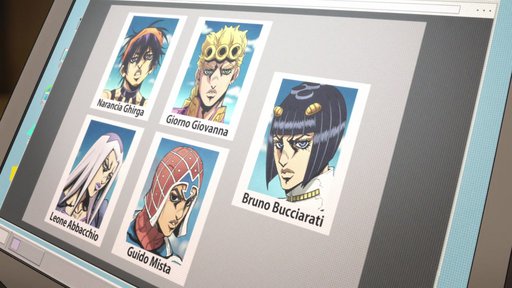 Narancia Ghirga
Giorno Giovanna
Bruno Bucciarati
Leone Abbacchio
Guido Mista